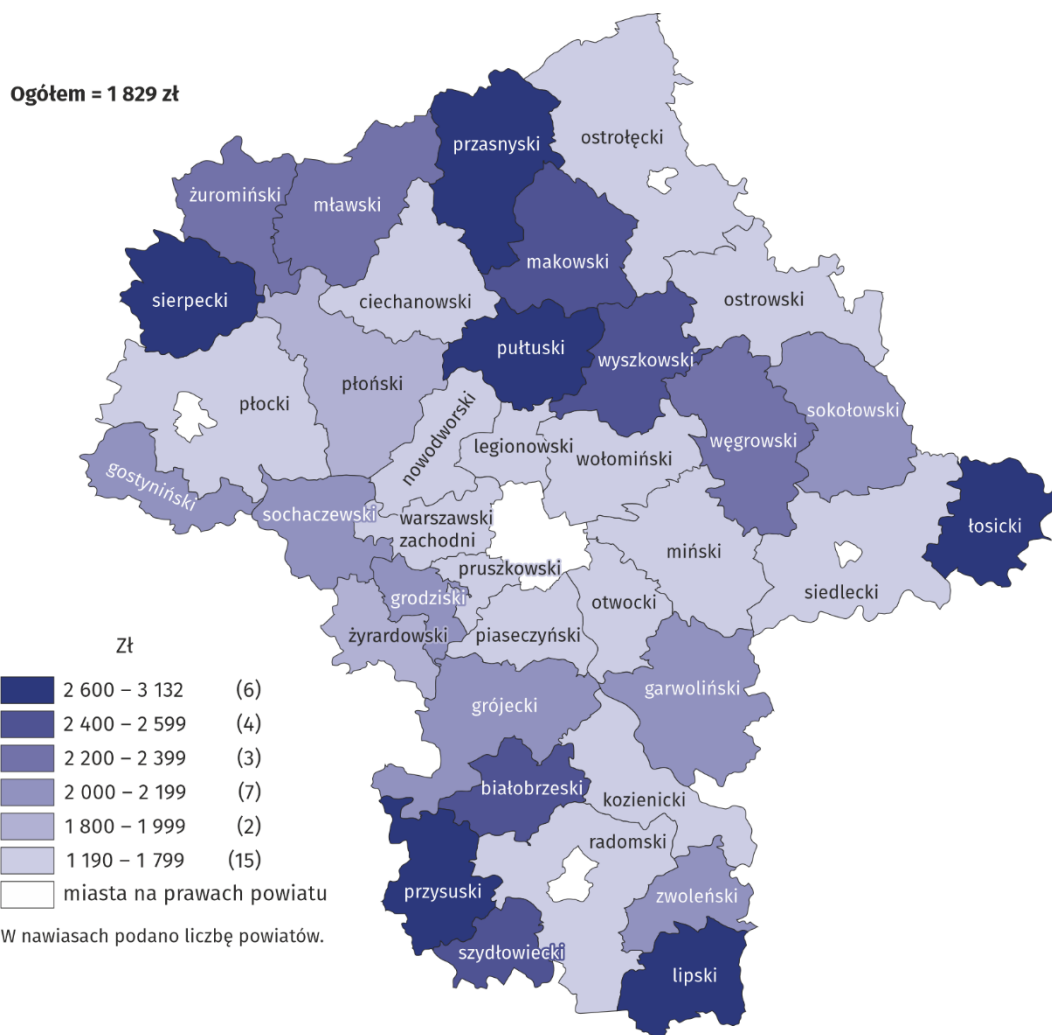 Ogółem = 1 829 zł
przasnyski
ostrołęcki
żuromiński
mławski
makowski
sierpecki
ciechanowski
ostrowski
pułtuski
wyszkowski
płoński
płocki
sokołowski
nowodworski
legionowski
węgrowski
wołomiński
gostyniński
sochaczewski
warszawski
zachodni
łosicki
miński
pruszkowski
siedlecki
grodziski
otwocki
żyrardowski
piaseczyński
garwoliński
grójecki
białobrzeski
kozienicki
radomski
przysuski
zwoleński
szydłowiecki
lipski
Zł
2 600 – 3 132 (6)
2 400 – 2 599 (4)
2 200 – 2 399 (3)
2 000 – 2 199 (7)
1 800 – 1 999 (2)
1 190 – 1 799 (15)
miasta na prawach powiatu
W nawiasach podano liczbę powiatów.